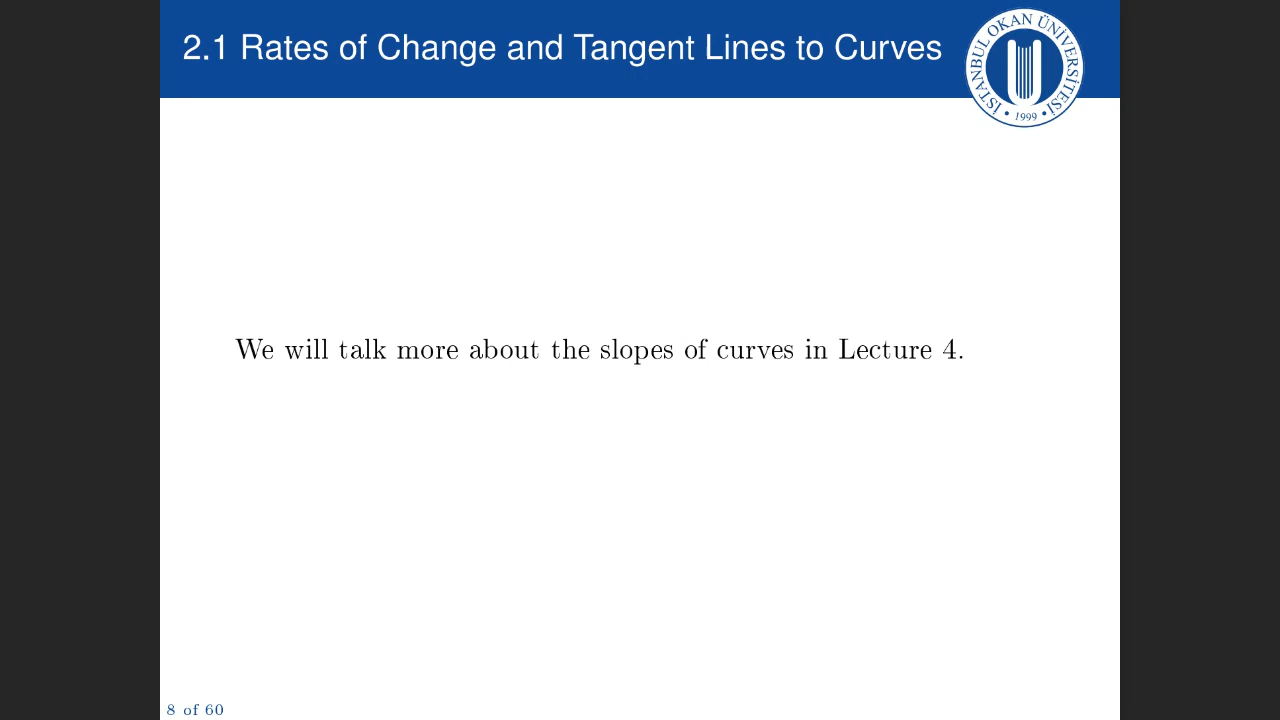 2.1 Rates of Change and Tangent Lines to Curves
İSTANBUL OKAN ÜNİVERSİTESİ
• 1999 •
We will talk more about the slopes of curves in Lecture 4.
8 of 60